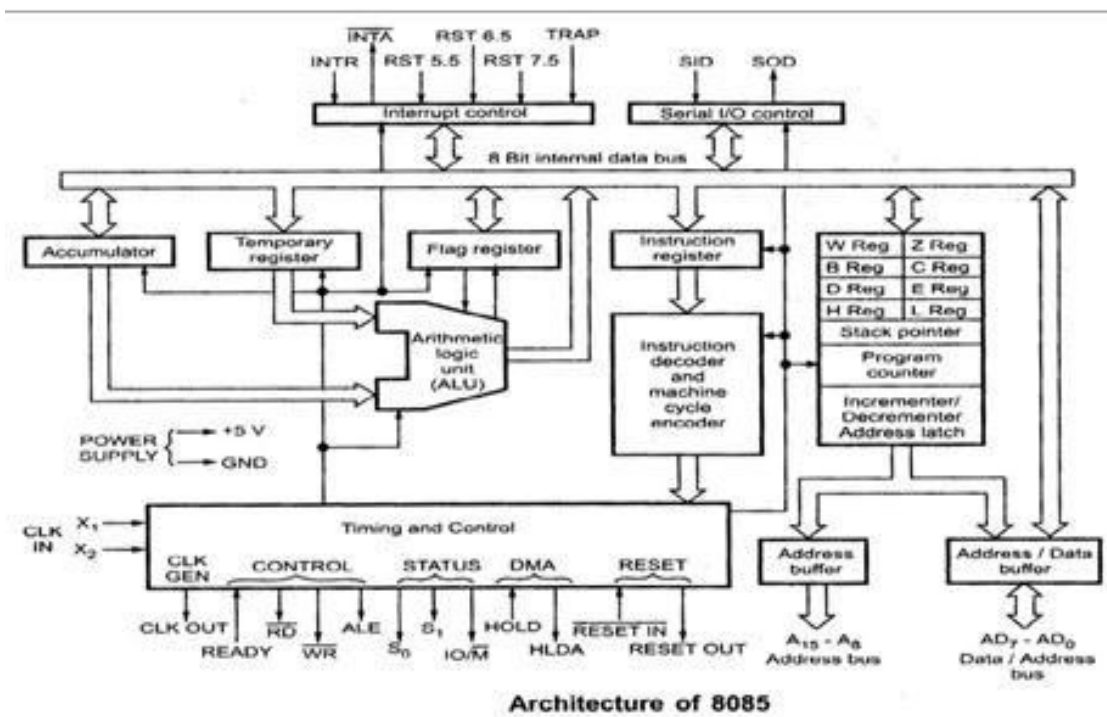 INTA RST 6.5 TRAP
INTR RST 5.5 RST 7.5 SID SOD
Interrupt control Serial I/O control
8 Bit internal data bus
Accumulator
Temporary
register
Flag register
Instruction
register
W Reg Z Reg
B Reg C Reg
D Reg E Reg
H Reg L Reg
Stack pointer
Program
counter
Incrementer/
Decrementer
Address latch
Arithmetic
logic
unit
(ALU)
Instruction
decoder
and
machine
cycle
encoder
POWER
SUPPLY
+5 V
GND
CLK
IN
X1
X2
Timing and Control
CLK
GEN
CONTROL STATUS DMA RESET
CLK OUT
READY
RD
WR
ALE
S0
S1
IO/M
HOLD
HLDA
RESET IN
RESET OUT
Address
buffer
Address / Data
buffer
A15 - A8
Address bus
AD7 - AD0
Data / Address
bus
Architecture of 8085